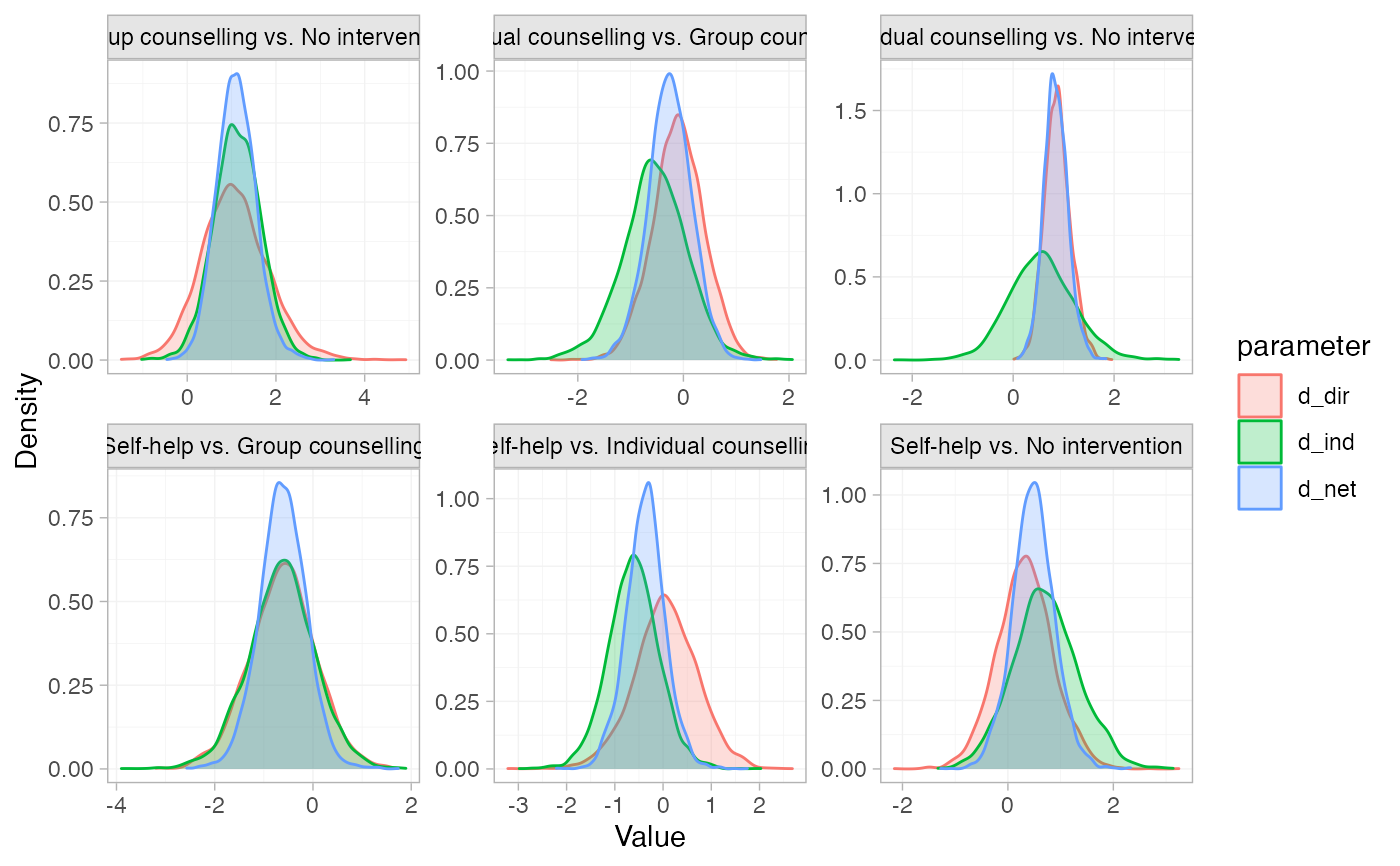 up counselling vs. No interven
ual counselling vs. Group coun
dual counselling vs. No interve
0.75
0.50
0.25
0.00
0 2 4
1.00
0.75
0.50
0.25
0.00
-2 0 2
1.5
1.0
0.5
0.0
-2 0 2
Density
Self-help vs. Group counselling
elf-help vs. Individual counsellin
Self-help vs. No intervention
0.75
0.50
0.25
0.00
-4 -2 0 2
1.00
0.75
0.50
0.25
0.00
-3 -2 -1 0 1 2
1.00
0.75
0.50
0.25
0.00
-2 0 2
Value
parameter
d_dir
d_ind
d_net